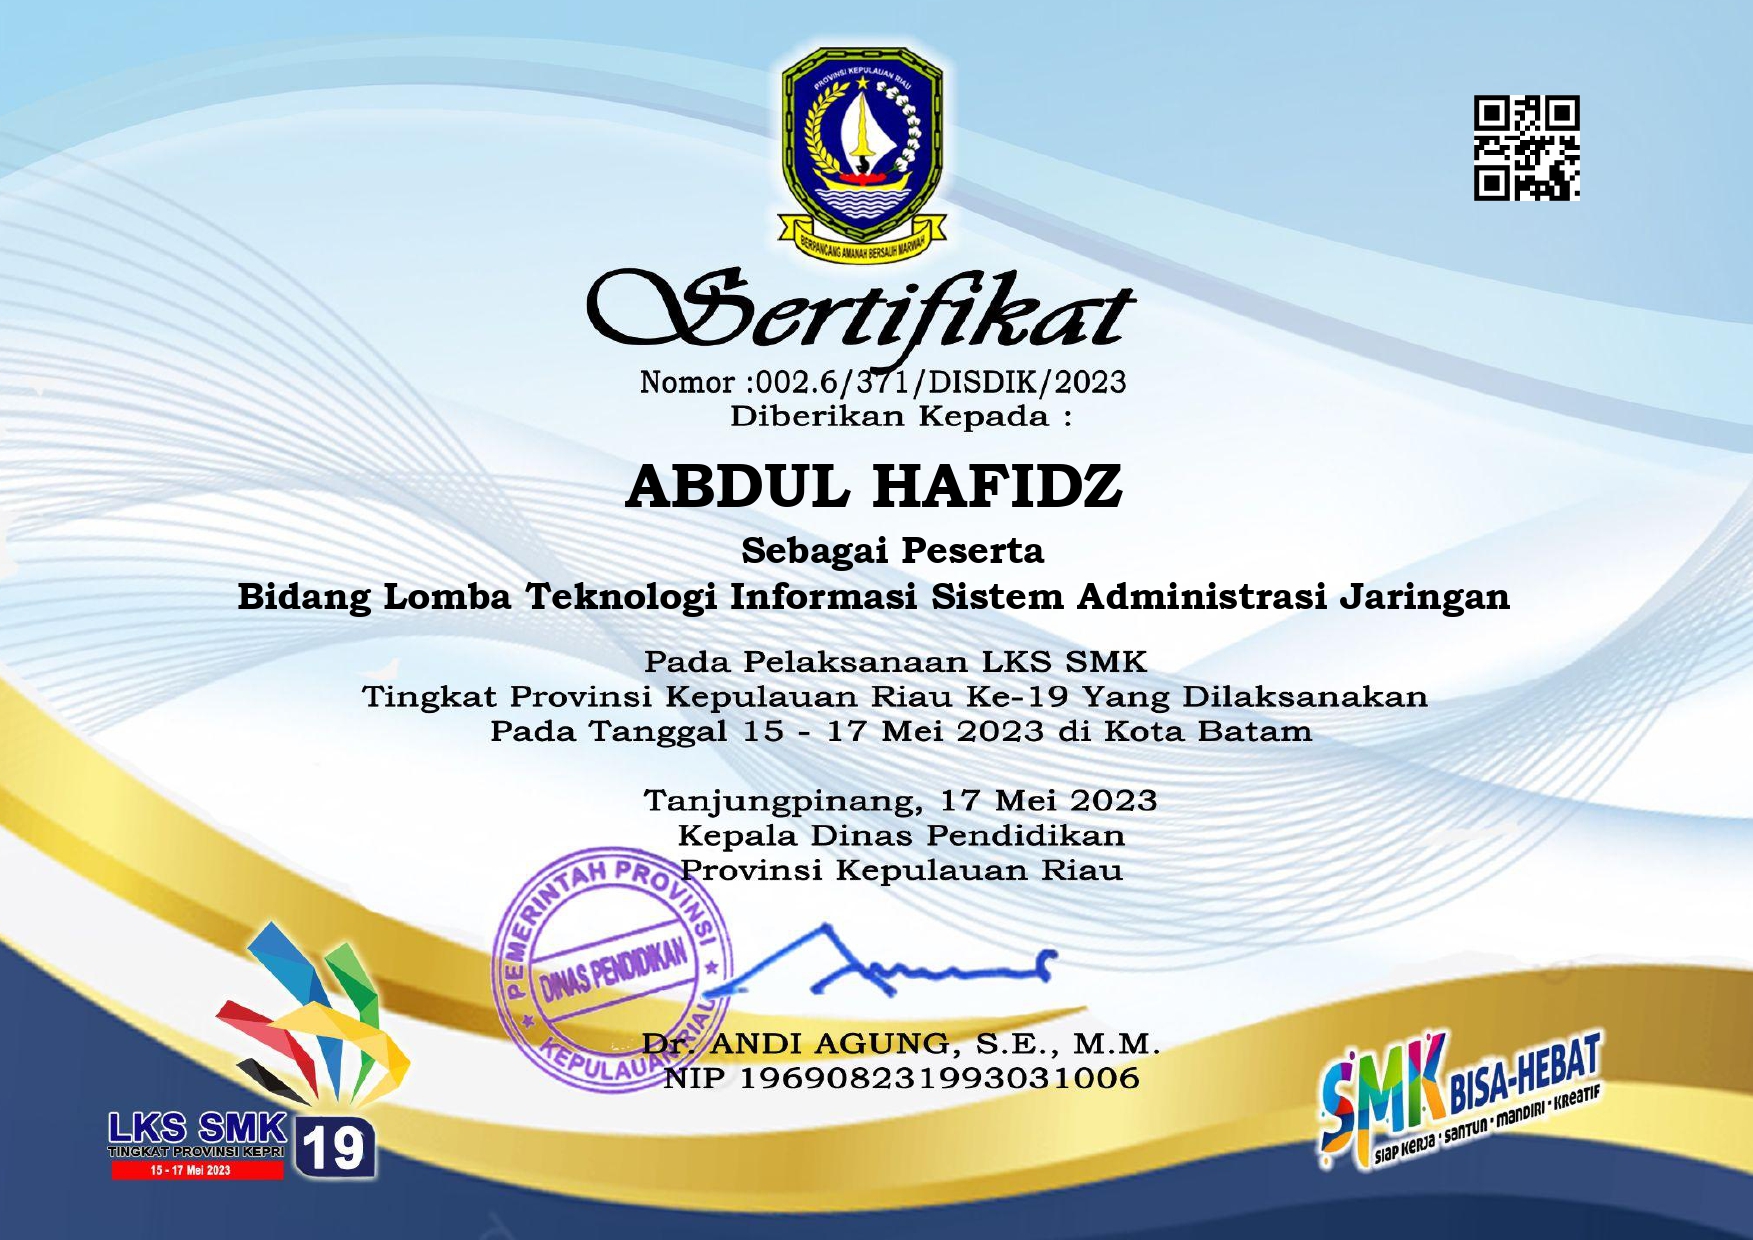 PROVINSI KEPULAUAN RIAU
BERPANCANG AMANAH BERSAUH MARWAH
Sertifikat
Nomor :002.6/371/DISDIK/2023
Diberikan Kepada :
ABDUL HAFIDZ
Sebagai Peserta
Bidang Lomba Teknologi Informasi Sistem Administrasi Jaringan
Pada Pelaksanaan LKS SMK
Tingkat Provinsi Kepulauan Riau Ke-19 Yang Dilaksanakan
Pada Tanggal 15 - 17 Mei 2023 di Kota Batam
Tanjungpinang, 17 Mei 2023
Kepala Dinas Pendidikan
Provinsi Kepulauan Riau
PEMERINTAH PROVINSI
DINAS PENDIDIKAN
KEPULAUAN RIAU
Dr. ANDI AGUNG, S.E., M.M.
NIP 196908231993031006
LKS SMK
TINGKAT PROVINSI KEPRI
15 - 17 Mei 2023
19
SMK BISA-HEBAT
SIAP KERJA • SANTUN • MANDIRI • KREATIF